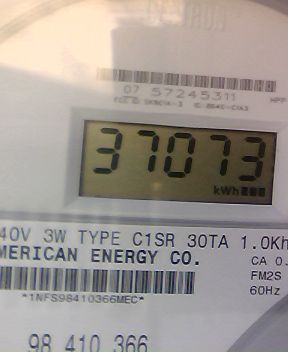 07 57245311
37073
kWh
40V 3W TYPE C1SR 30TA 1.0Kh
MERICAN ENERGY CO.
CA 0.
FM2S
60Hz
*1NFS98410366MEC*
98 410 366